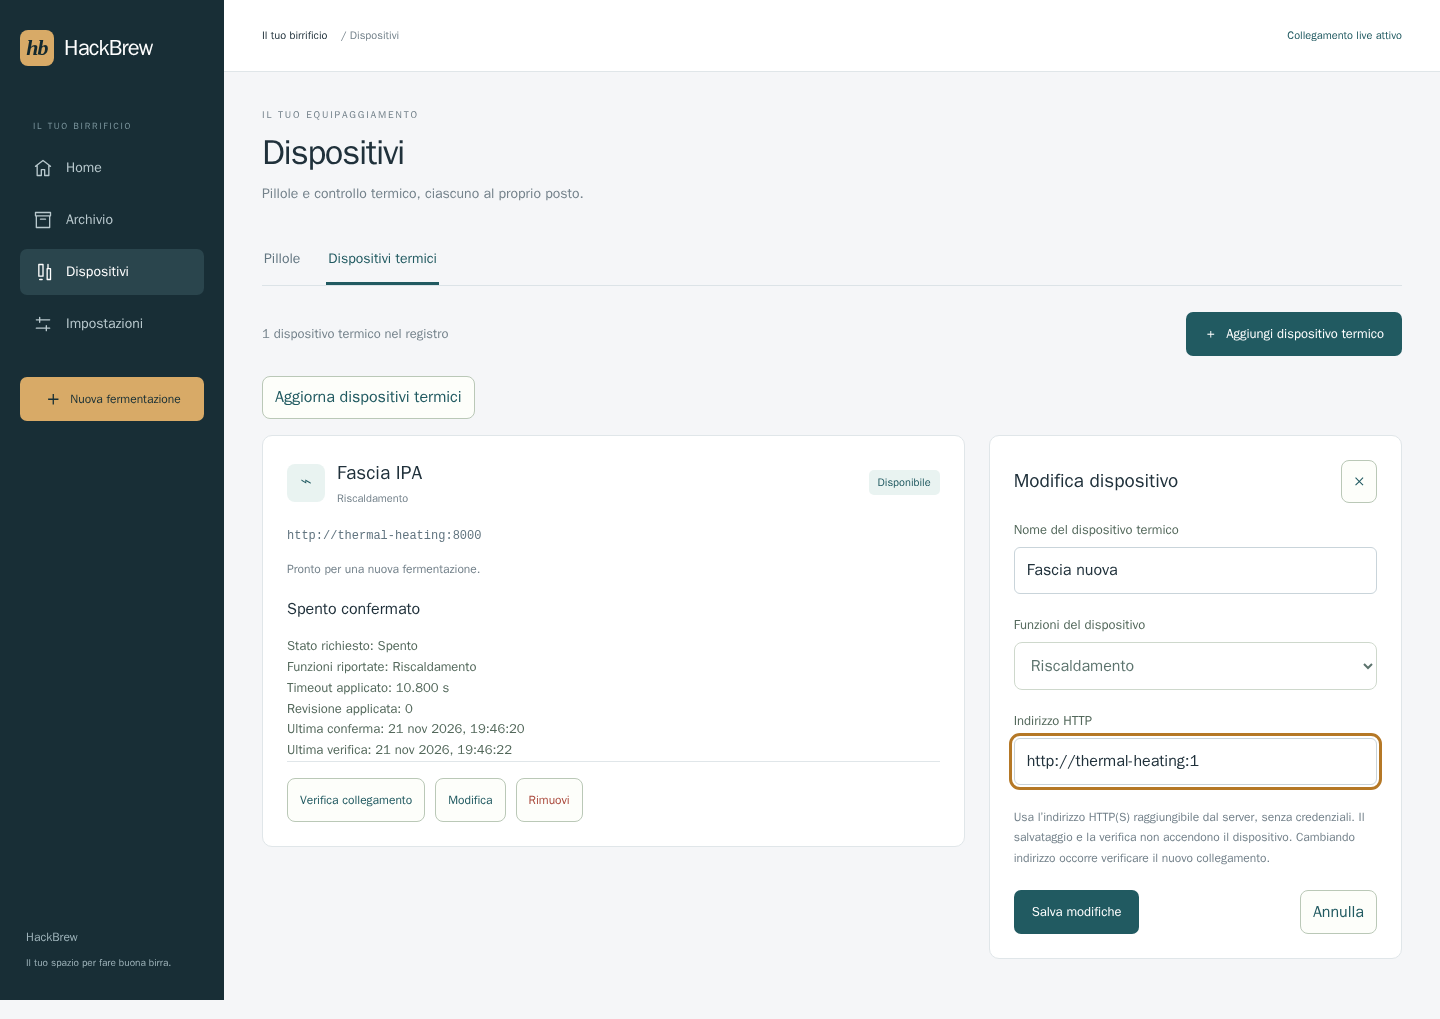 hb HackBrew
IL TUO BIRRIFICIO
Home
Archivio
Dispositivi
Impostazioni
+ Nuova fermentazione
HackBrew
Il tuo spazio per fare buona birra.
Il tuo birrificio / Dispositivi
Collegamento live attivo
IL TUO EQUIPAGGIAMENTO
Dispositivi
Pillole e controllo termico, ciascuno al proprio posto.
Pillole Dispositivi termici
1 dispositivo termico nel registro
+ Aggiungi dispositivo termico
Aggiorna dispositivi termici
Fascia IPA
Riscaldamento
Disponibile
http://thermal-heating:8000
Pronto per una nuova fermentazione.
Spento confermato
Stato richiesto: Spento
Funzioni riportate: Riscaldamento
Timeout applicato: 10.800 s
Revisione applicata: 0
Ultima conferma: 21 nov 2026, 19:46:20
Ultima verifica: 21 nov 2026, 19:46:22
Verifica collegamento Modifica Rimuovi
Modifica dispositivo ×
Nome del dispositivo termico
Fascia nuova
Funzioni del dispositivo
Riscaldamento
Indirizzo HTTP
http://thermal-heating:1
Usa l'indirizzo HTTP(S) raggiungibile dal server, senza credenziali. Il
salvataggio e la verifica non accendono il dispositivo. Cambiando
indirizzo occorre verificare il nuovo collegamento.
Salva modifiche Annulla